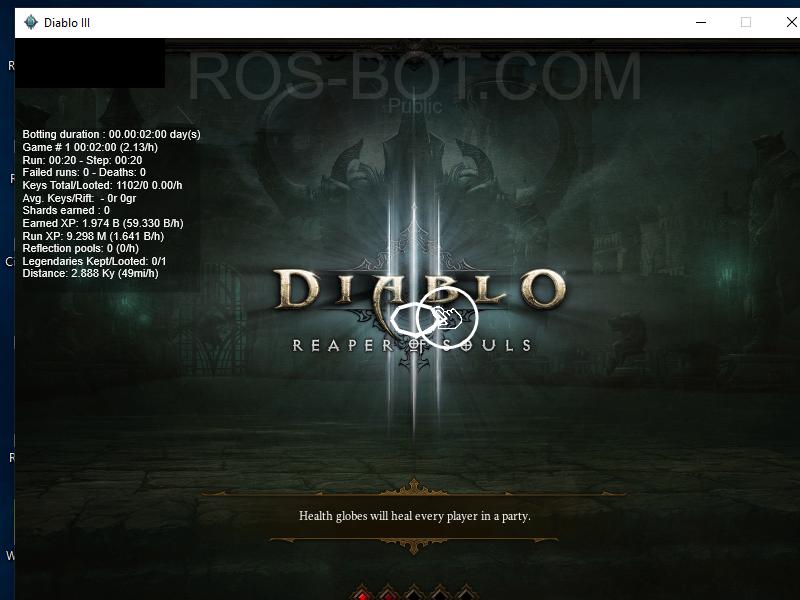 Diablo III
ROS-BOT.COM
Public
Botting duration : 00.00:02:00 day(s)
Game # 1 00:02:00 (2.13/h)
Run: 00:20 - Step: 00:20
Failed runs: 0 - Deaths: 0
Keys Total/Looted: 1102/0 0.00/h
Avg. Keys/Rift:  - 0r 0gr
Shards earned : 0
Earned XP: 1.974 B (59.330 B/h)
Run XP: 9.298 M (1.641 B/h)
Reflection pools: 0 (0/h)
Legendaries Kept/Looted: 0/1
Distance: 2.888 Ky (49mi/h)
DIABLO
REAPER OF SOULS
Health globes will heal every player in a party.
R
R
Ci
R
W